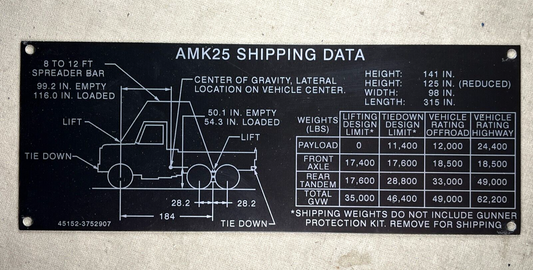 AMK25 SHIPPING DATA
8 TO 12 FT
SPREADER BAR
99.2 IN. EMPTY
116.0 IN. LOADED
CENTER OF GRAVITY, LATERAL
LOCATION ON VEHICLE CENTER.
HEIGHT: 141 IN.
HEIGHT: 125 IN. (REDUCED)
WIDTH: 98 IN.
LENGTH: 315 IN.
50.1 IN. EMPTY
54.3 IN. LOADED
LIFT
LIFT
TIE DOWN
28.2
28.2
28.2
184
TIE DOWN
45152-3752907
WEIGHTS (LBS) LIFTING DESIGN LIMIT* TIEDOWN DESIGN LIMIT* VEHICLE RATING OFFROAD VEHICLE RATING HIGHWAY
PAYLOAD 0 11,400 12,000 24,400
FRONT AXLE 17,400 17,600 18,500 18,500
REAR TANDEM 17,600 28,800 33,000 49,000
TOTAL GVW 35,000 46,400 49,000 62,200
*SHIPPING WEIGHTS DO NOT INCLUDE GUNNER
PROTECTION KIT. REMOVE FOR SHIPPING